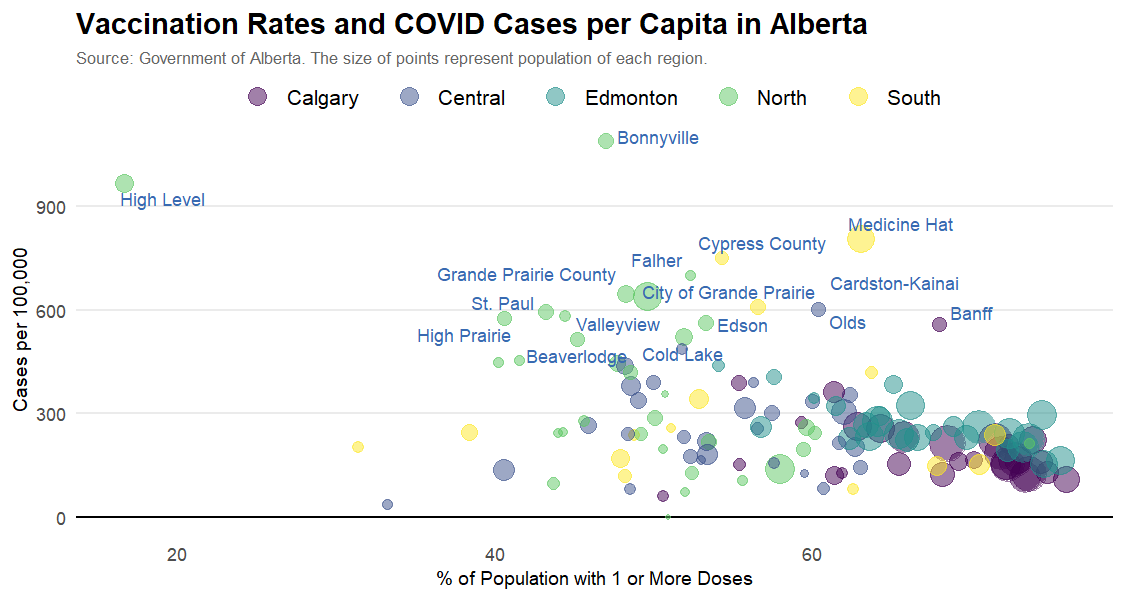 Vaccination Rates and COVID Cases per Capita in Alberta
Source: Government of Alberta. The size of points represent population of each region.
Calgary Central Edmonton North South
Bonnyville
High Level
900
Medicine Hat
Cypress County
Falher
Grande Prairie County
Cardston-Kainai
City of Grande Prairie
St. Paul
600
Banff
Olds
Valleyview
Edson
High Prairie
Beaverlodge
Cold Lake
300
0
Cases per 100,000
20 40 60
% of Population with 1 or More Doses